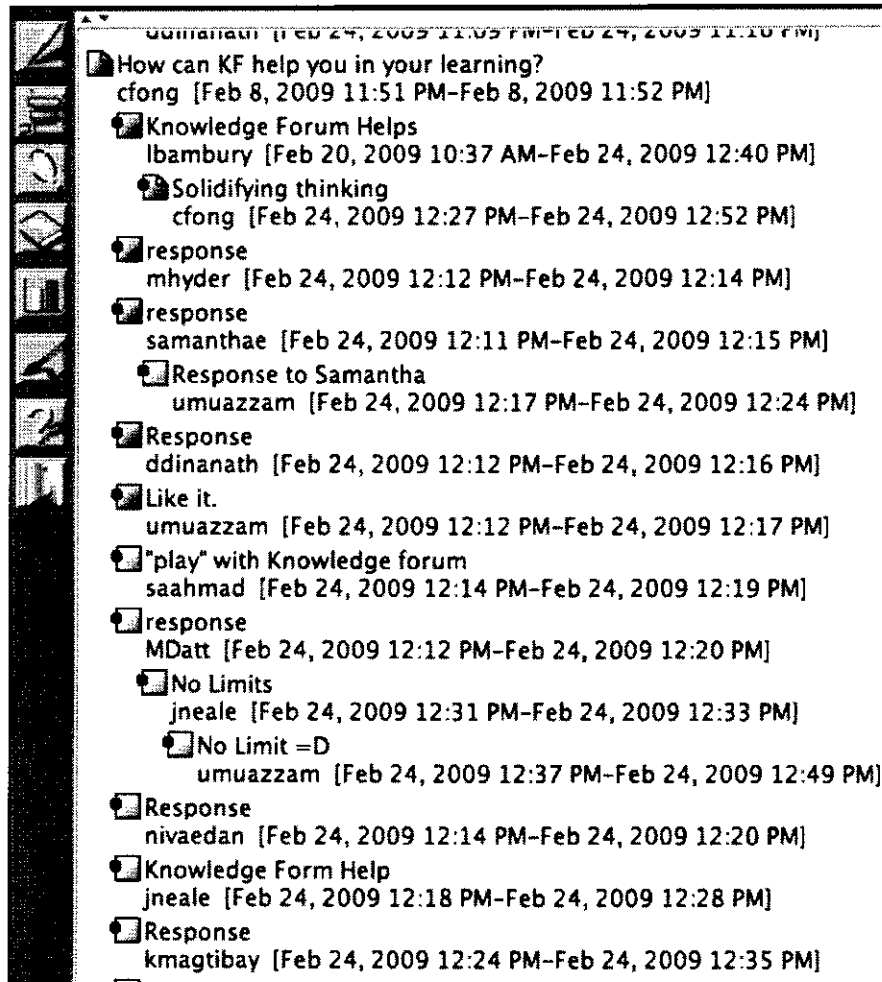 How can KF help you in your learning?
cfong [Feb 8, 2009 11:51 PM–Feb 8, 2009 11:52 PM]
Knowledge Forum Helps
lbambury [Feb 20, 2009 10:37 AM–Feb 24, 2009 12:40 PM]
Solidifying thinking
cfong [Feb 24, 2009 12:27 PM–Feb 24, 2009 12:52 PM]
response
mhyder [Feb 24, 2009 12:12 PM–Feb 24, 2009 12:14 PM]
response
samanthae [Feb 24, 2009 12:11 PM–Feb 24, 2009 12:15 PM]
Response to Samantha
umuazzam [Feb 24, 2009 12:17 PM–Feb 24, 2009 12:24 PM]
Response
ddinanath [Feb 24, 2009 12:12 PM–Feb 24, 2009 12:16 PM]
Like it.
umuazzam [Feb 24, 2009 12:12 PM–Feb 24, 2009 12:17 PM]
"play" with Knowledge forum
saahmad [Feb 24, 2009 12:14 PM–Feb 24, 2009 12:19 PM]
response
MDatt [Feb 24, 2009 12:12 PM–Feb 24, 2009 12:20 PM]
No Limits
jneale [Feb 24, 2009 12:31 PM–Feb 24, 2009 12:33 PM]
No Limit =D
umuazzam [Feb 24, 2009 12:37 PM–Feb 24, 2009 12:49 PM]
Response
nivaedan [Feb 24, 2009 12:14 PM–Feb 24, 2009 12:20 PM]
Knowledge Form Help
jneale [Feb 24, 2009 12:18 PM–Feb 24, 2009 12:28 PM]
Response
kmagtibay [Feb 24, 2009 12:24 PM–Feb 24, 2009 12:35 PM]